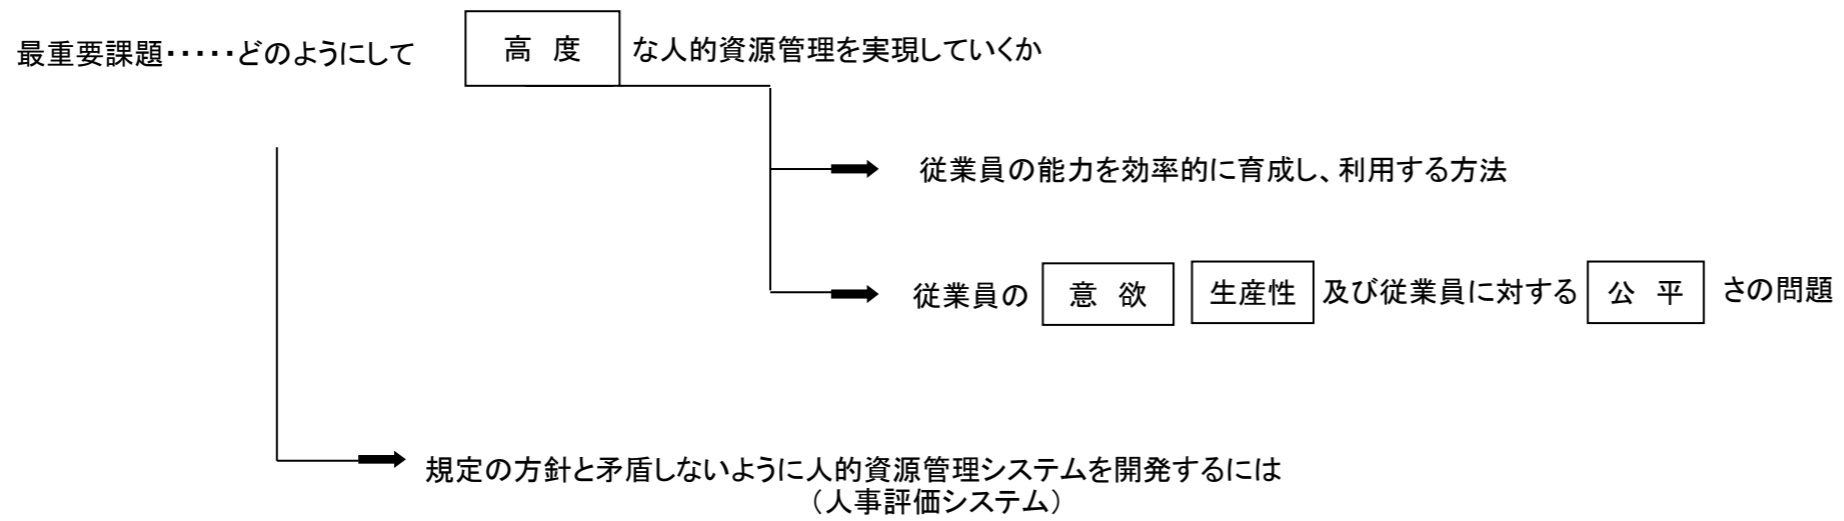 最重要課題・・・・・どのようにして 高 度 な人的資源管理を実現していくか
従業員の能力を効率的に育成し、利用する方法
従業員の 意 欲 生産性 及び従業員に対する 公 平 さの問題
規定の方針と矛盾しないように人的資源管理システムを開発するには
（人事評価システム）